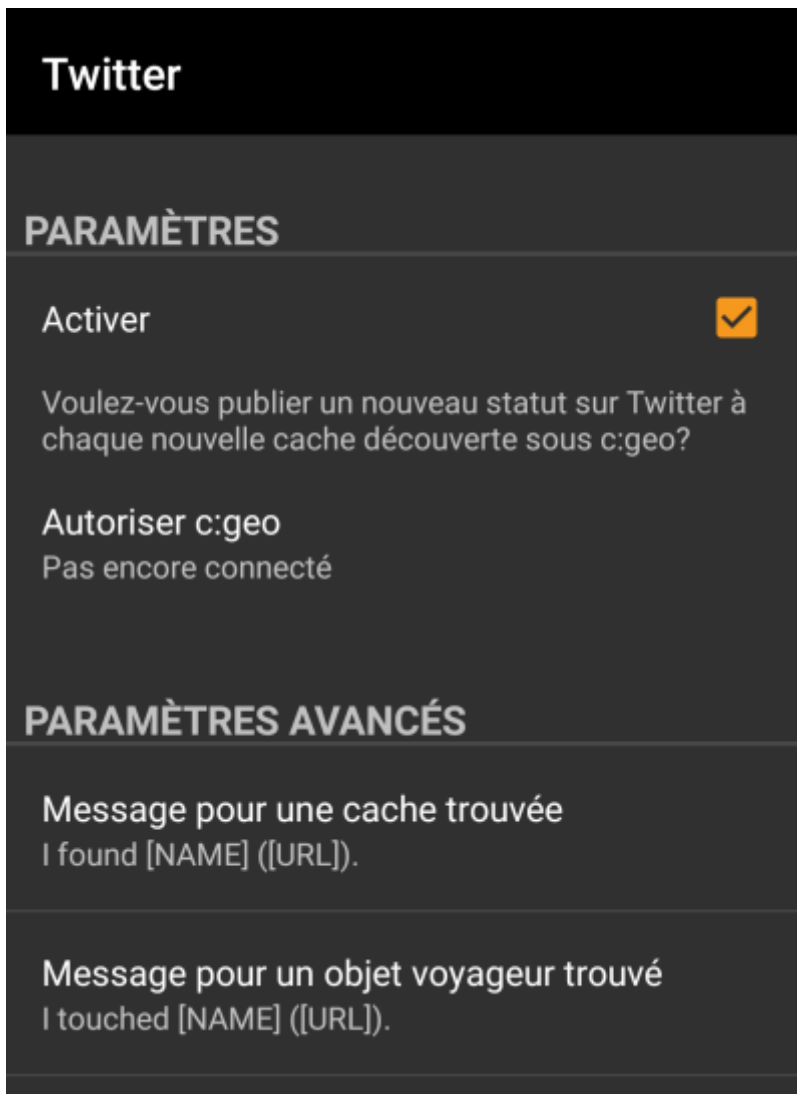 Twitter
PARAMÈTRES
Activer
Voulez-vous publier un nouveau statut sur Twitter à
chaque nouvelle cache découverte sous c:geo?
Autoriser c:geo
Pas encore connecté
PARAMÈTRES AVANCÉS
Message pour une cache trouvée
I found [NAME] ([URL]).
Message pour un objet voyageur trouvé
I touched [NAME] ([URL]).